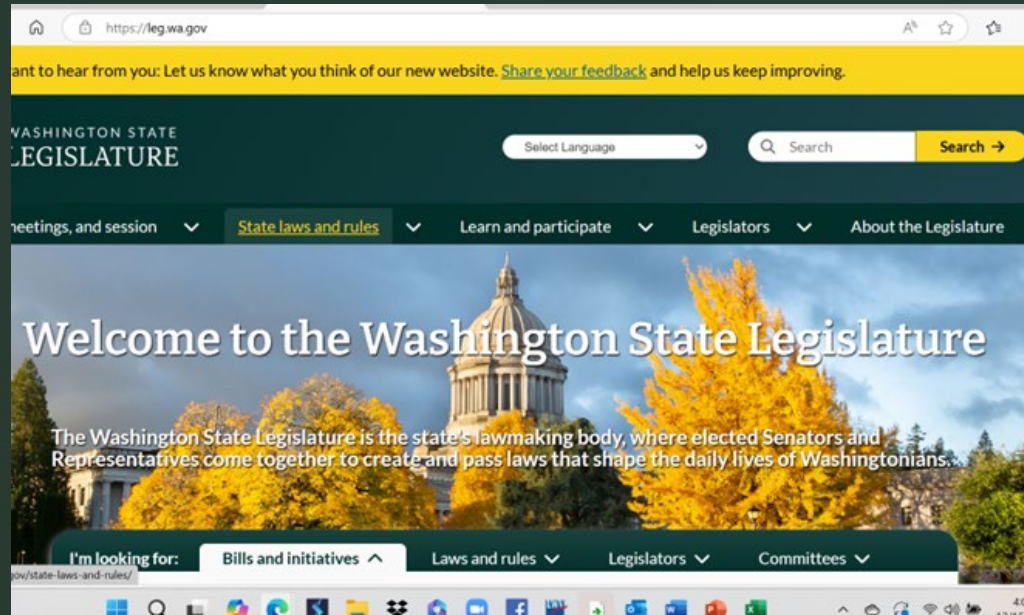 https://leg.wa.gov
ant to hear from you: Let us know what you think of our new website. Share your feedback and help us keep improving.
WASHINGTON STATE
LEGISLATURE
Select Language
Search
Search →
meetings, and session
State laws and rules
Learn and participate
Legislators
About the Legislature
Welcome to the Washington State Legislature
The Washington State Legislature is the state's lawmaking body, where elected Senators and
Representatives come together to create and pass laws that shape the daily lives of Washingtonians.
I'm looking for:
Bills and initiatives
Laws and rules
Legislators
Committees
gov/state-laws-and-rules/